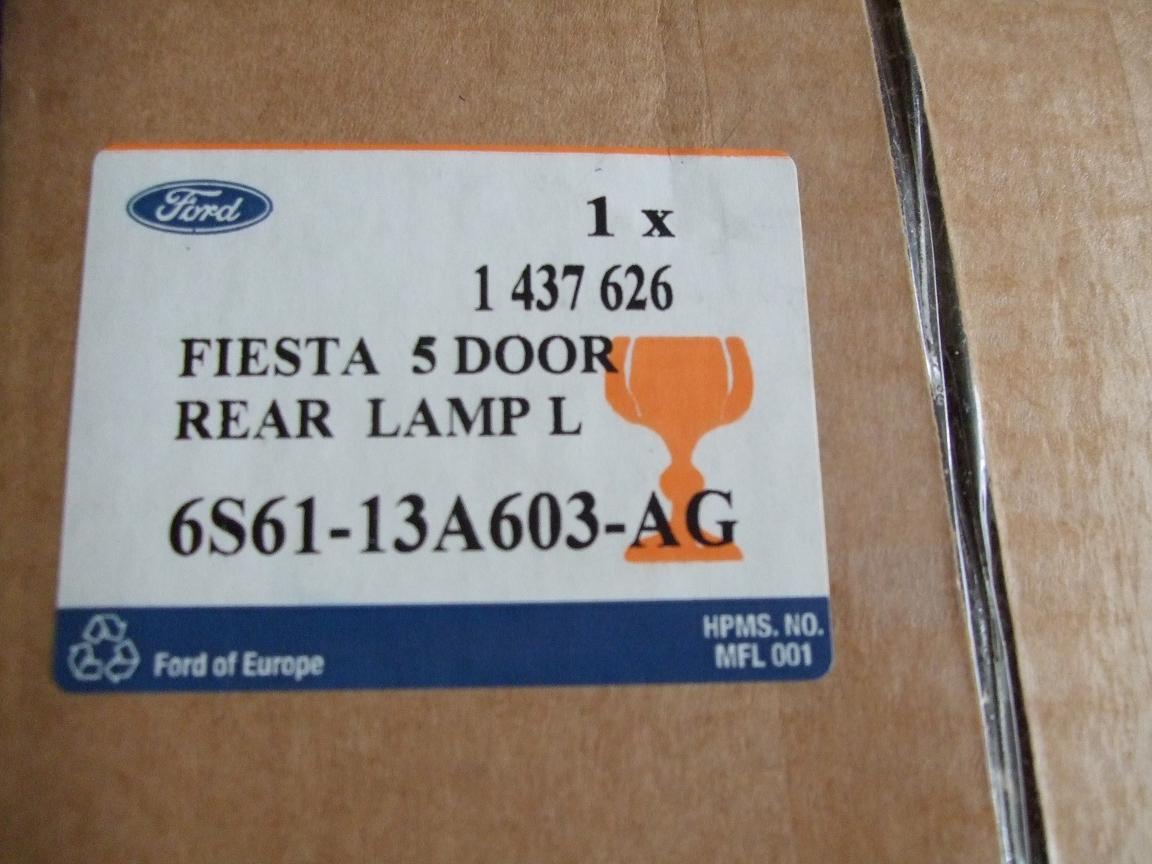 Ford
1 x
1 437 626
FIESTA 5 DOOR
REAR LAMP L
6S61-13A603-AG
Ford of Europe
HPMS. NO.
MFL 001